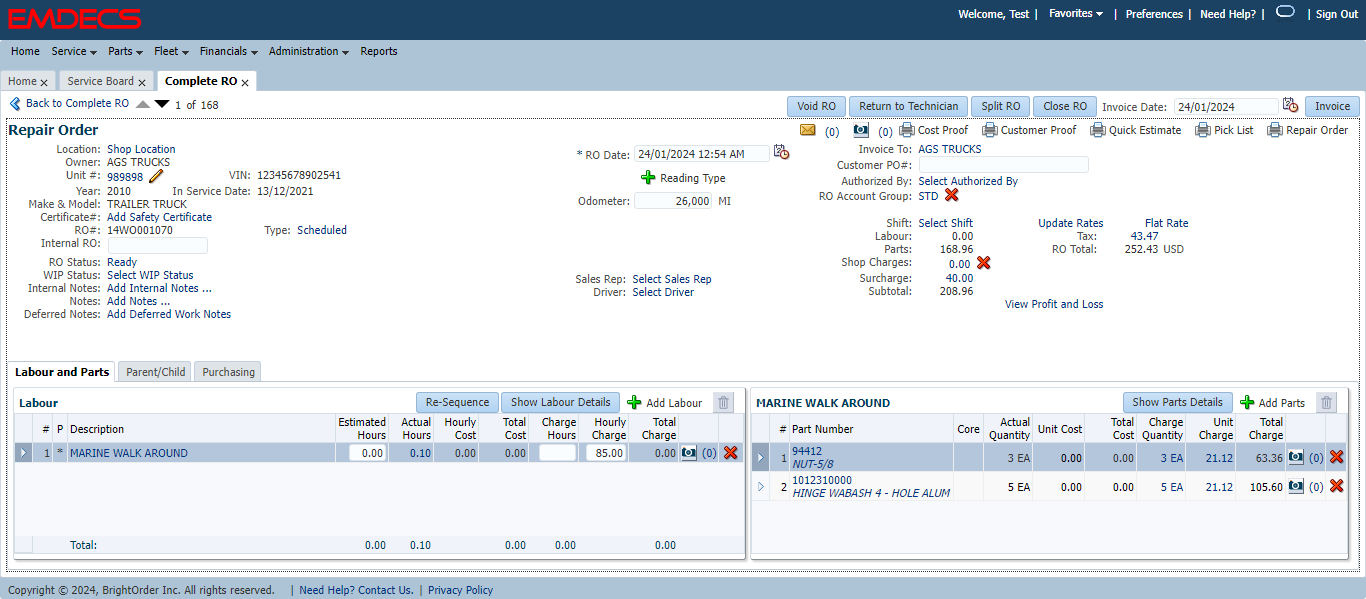 EMDECS
Welcome, Test | Favorites | Preferences | Need Help? | | Sign Out
Home Service Parts Fleet Financials Administration Reports
Home x Service Board x Complete RO x
Back to Complete RO 1 of 168
Void RO Return to Technician Split RO Close RO Invoice Date: 24/01/2024 Invoice
Repair Order
(0) (0) Cost Proof Customer Proof Quick Estimate Pick List Repair Order
Location: Shop Location
Owner: AGS TRUCKS
Unit #: 989898 VIN: 12345678902541
Year: 2010 In Service Date: 13/12/2021
Make & Model: TRAILER TRUCK
Certificate#: Add Safety Certificate
RO#: 14WO001070 Type: Scheduled
Internal RO:
RO Status: Ready
WIP Status: Select WIP Status
Internal Notes: Add Internal Notes ...
Notes: Add Notes ...
Deferred Notes: Add Deferred Work Notes
* RO Date: 24/01/2024 12:54 AM
Reading Type
Odometer: 26,000 MI
Sales Rep: Select Sales Rep
Driver: Select Driver
Invoice To: AGS TRUCKS
Customer PO#:
Authorized By: Select Authorized By
RO Account Group: STD
Shift: Select Shift Update Rates Flat Rate
Labour: 0.00 Tax: 43.47
Parts: 168.96 RO Total: 252.43 USD
Shop Charges: 0.00
Surcharge: 40.00
Subtotal: 208.96
View Profit and Loss
Labour and Parts Parent/Child Purchasing
Labour Re-Sequence Show Labour Details Add Labour
# P Description Estimated Hours Actual Hours Hourly Cost Total Cost Charge Hours Hourly Charge Total Charge
1 * MARINE WALK AROUND 0.00 0.10 0.00 0.00 85.00 0.00 (0)
Total: 0.00 0.10 0.00 0.00 0.00
MARINE WALK AROUND Show Parts Details Add Parts
# Part Number Core Actual Quantity Unit Cost Total Cost Charge Quantity Unit Charge Total Charge
1 94412 3 EA 0.00 0.00 3 EA 21.12 63.36 (0)
NUT-5/8
2 1012310000 5 EA 0.00 0.00 5 EA 21.12 105.60 (0)
HINGE WABASH 4 - HOLE ALUM
Copyright © 2024, BrightOrder Inc. All rights reserved. | Need Help? Contact Us. | Privacy Policy